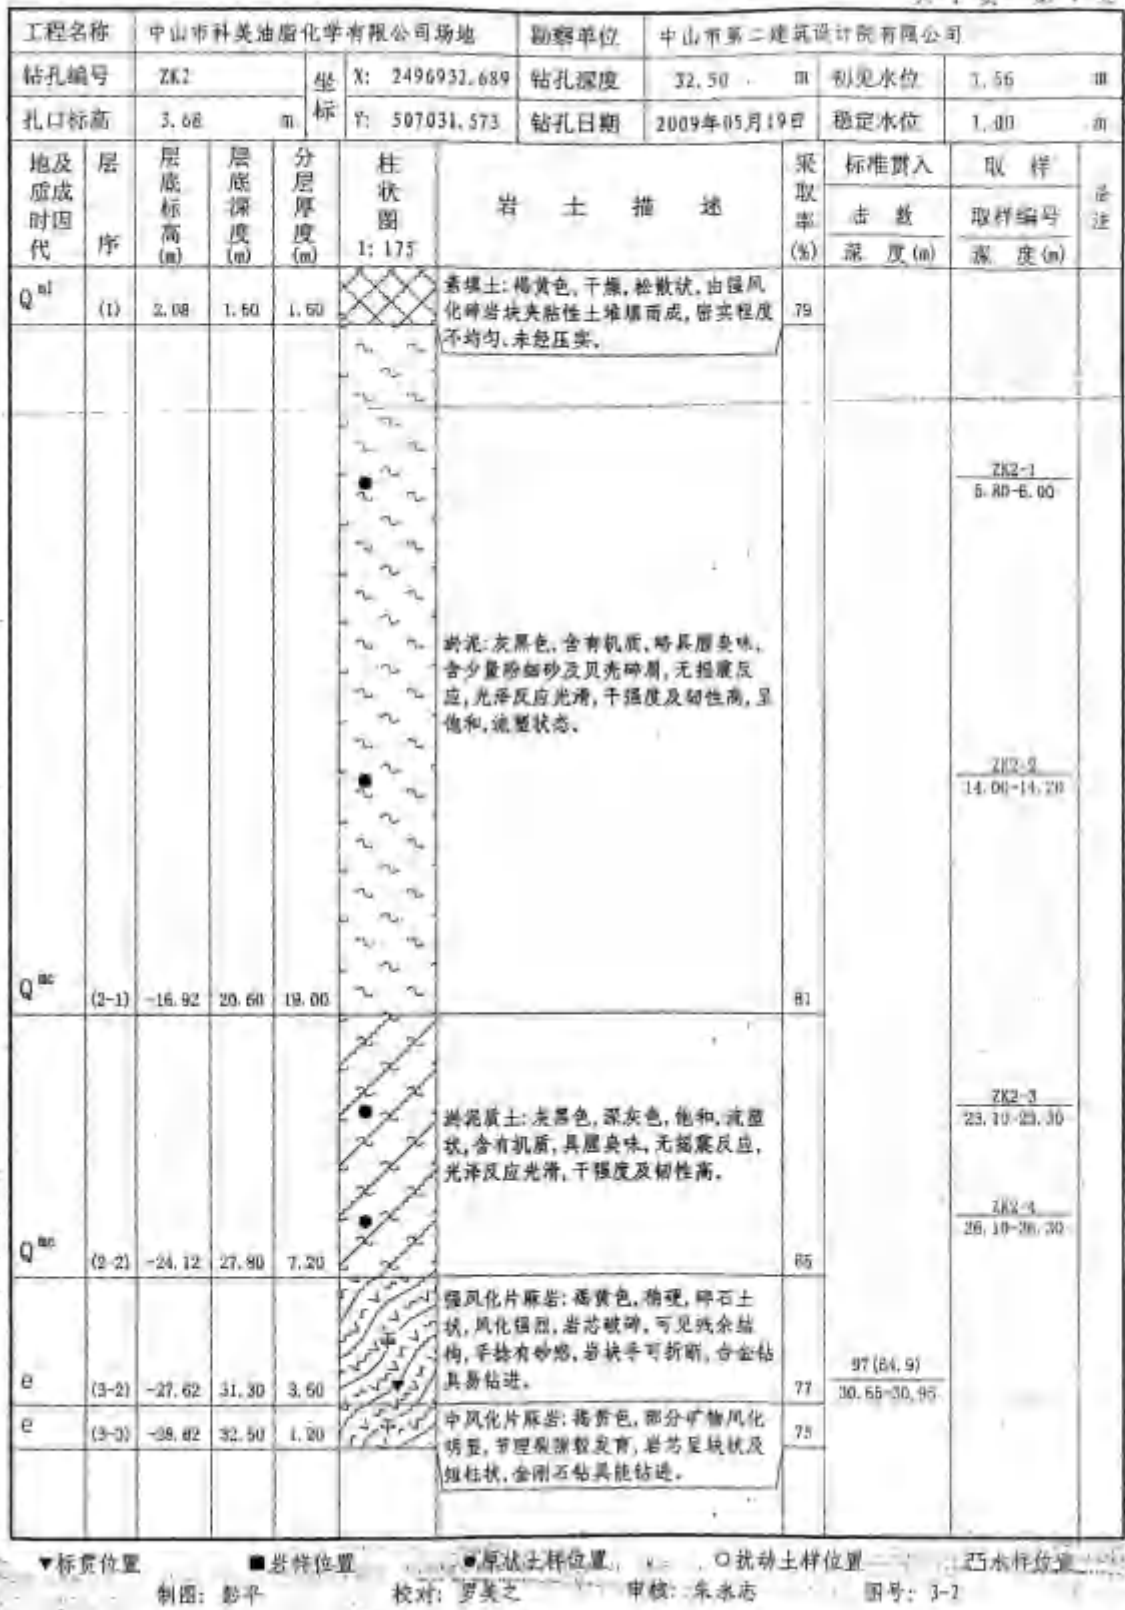 工程名称 中山市科美油脂化学有限公司场地 勘察单位 中山市第二建筑设计院有限公司
钻孔编号 ZK2 坐标 X: 2496932.689 钻孔深度 32.50 m 初见水位 1.56 m
孔口标高 3.68 m Y: 507031.573 钻孔日期 2009年05月19日 稳定水位 1.00 m
地质时代及成因 层序 层底标高(m) 层底深度(m) 分层厚度(m) 柱状图 1: 175 岩土描述 采取率(%) 标准贯入 击数 深度(m) 取样 取样编号 深度(m) 备注
Q ml (1) 2.08 1.60 1.60 79
素填土:褐黄色,干燥,松散状,由强风
化碎岩块夹粘性土堆填而成,密实程度
不均匀,未经压实。
ZK2-1
5.80-6.00
淤泥:灰黑色,含有机质,略具腥臭味,
含少量粉细砂及贝壳碎屑,无摇震反
应,光泽反应光滑,干强度及韧性高,呈
饱和,流塑状态。
ZK2-2
14.00-14.20
Q mc (2-1) -16.92 20.60 19.00 81
ZK2-3
23.10-23.30
淤泥质土:灰黑色,深灰色,饱和,流塑
状,含有机质,具腥臭味,无摇震反应,
光泽反应光滑,干强度及韧性高。
ZK2-4
26.10-26.30
Q mc (2-2) -24.12 27.80 7.20 65
强风化片麻岩:褐黄色,稍硬,碎石土
状,风化强烈,岩芯破碎,可见残余结
构,手捻有砂感,岩块手可折断,合金钻
具易钻进。
97(64.9)
30.65-30.95
e (3-2) -27.62 31.30 3.50 77
e (3-3) -28.82 32.50 1.20 75
中风化片麻岩:褐黄色,部分矿物风化
明显,节理裂隙较发育,岩芯呈块状及
短柱状,金刚石钻具能钻进。
▼标贯位置 ■岩样位置 ●原状土样位置 ○扰动土样位置 凸水样位置
制图: 彭平 校对: 罗美之 审核: 朱永志 图号: 3-2